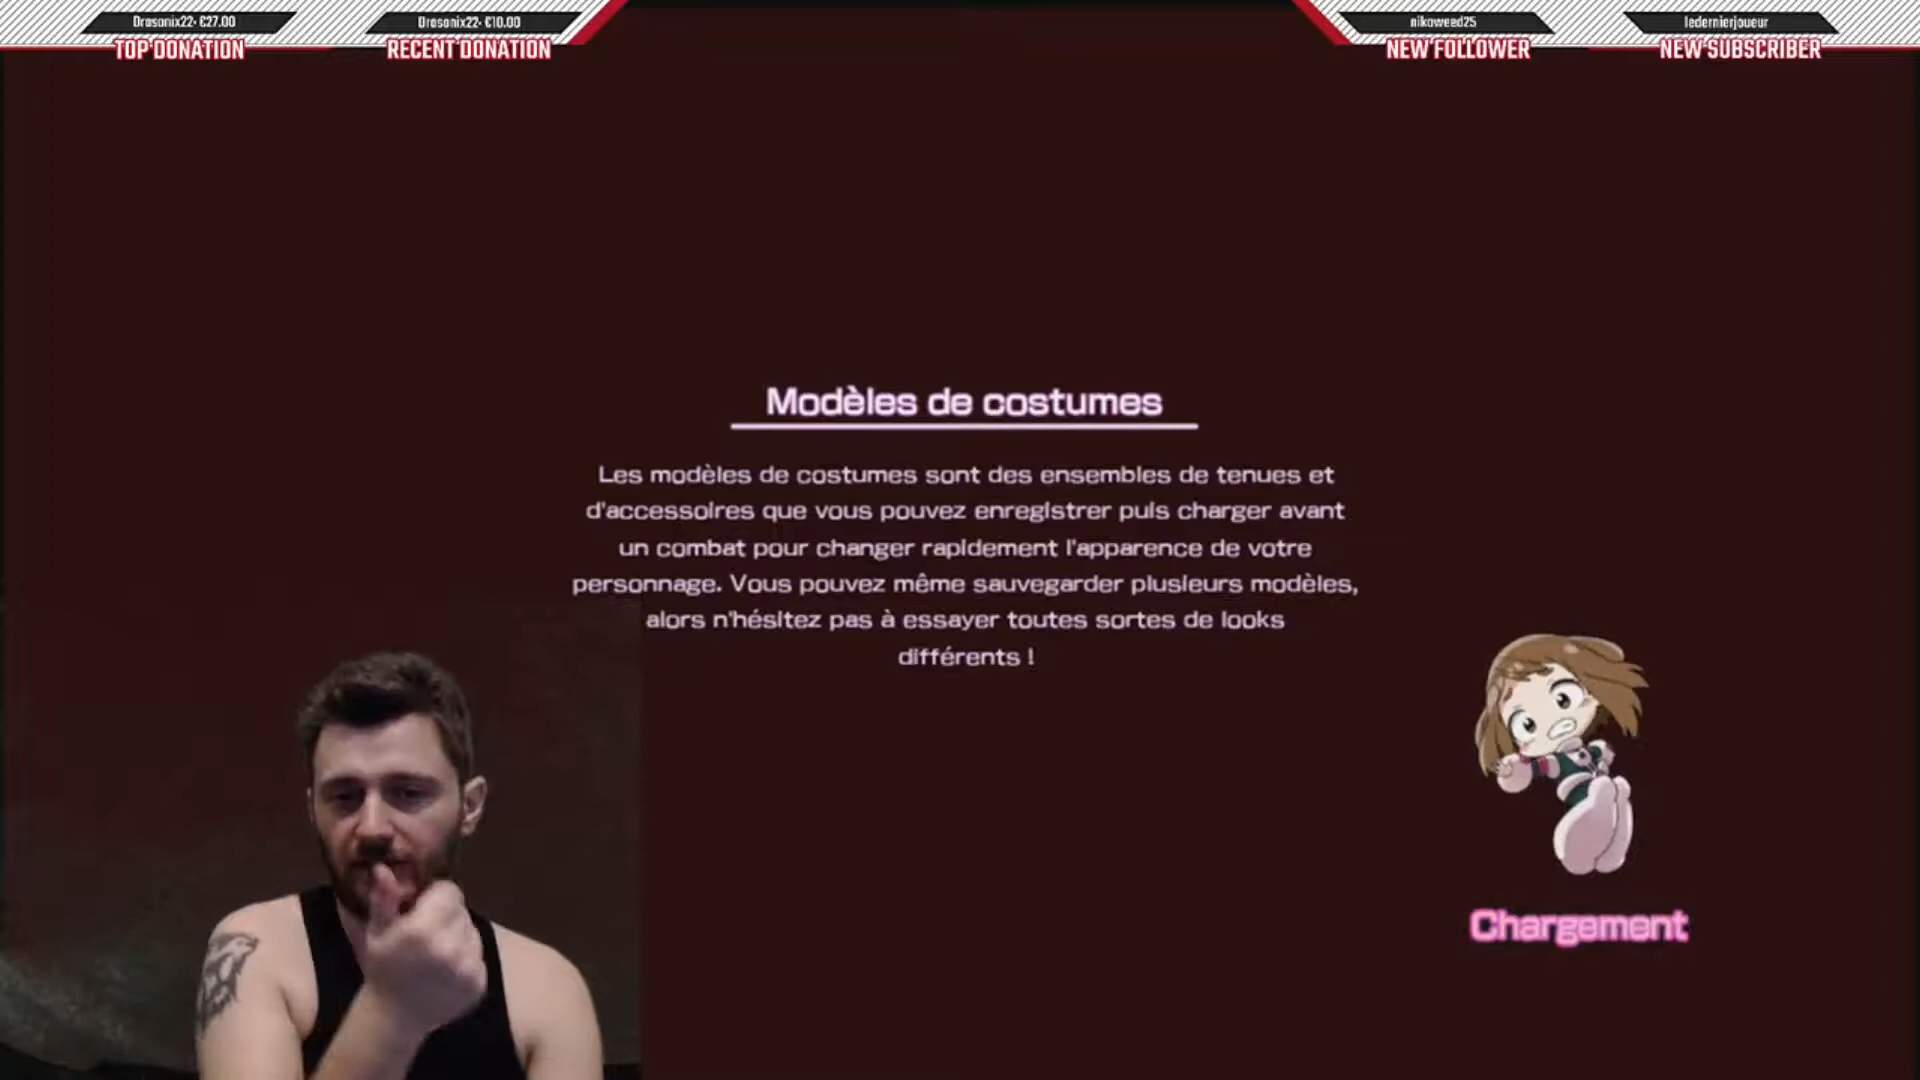 Drasonix22- €27.00
TOP DONATION
Drasonix22- €10.00
RECENT DONATION
nikoweed25
NEW FOLLOWER
ledernierjoueur
NEW SUBSCRIBER
Modèles de costumes
Les modèles de costumes sont des ensembles de tenues et
d'accessoires que vous pouvez enregistrer puis charger avant
un combat pour changer rapidement l'apparence de votre
personnage. Vous pouvez même sauvegarder plusieurs modèles,
alors n'hésitez pas à essayer toutes sortes de looks
différents !
Chargement